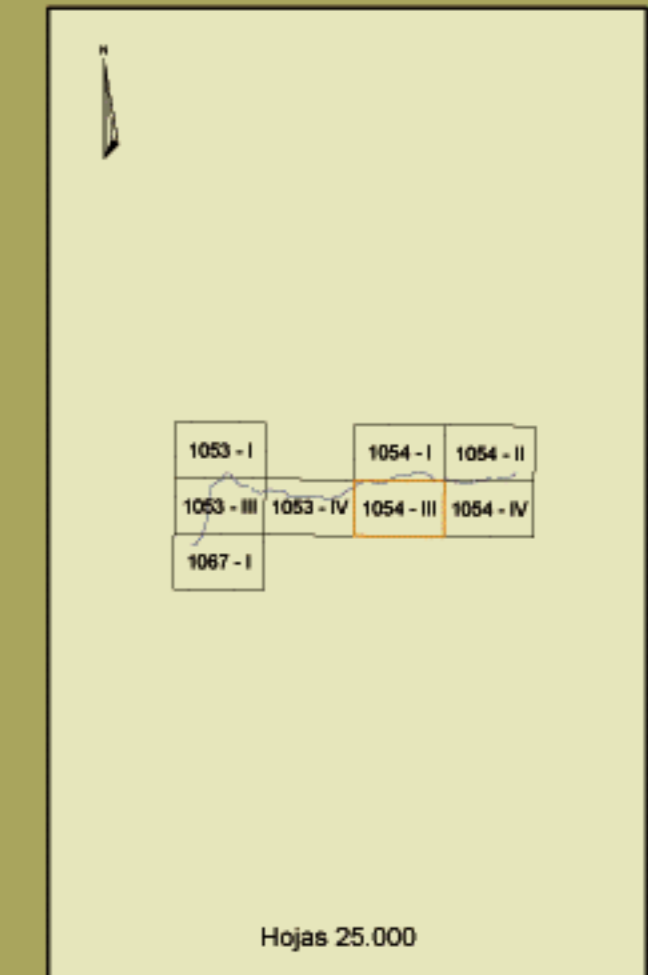 N
1053 - I 1054 - I 1054 - II
1053 - III 1053 - IV 1054 - III 1054 - IV
1067 - I
Hojas 25.000